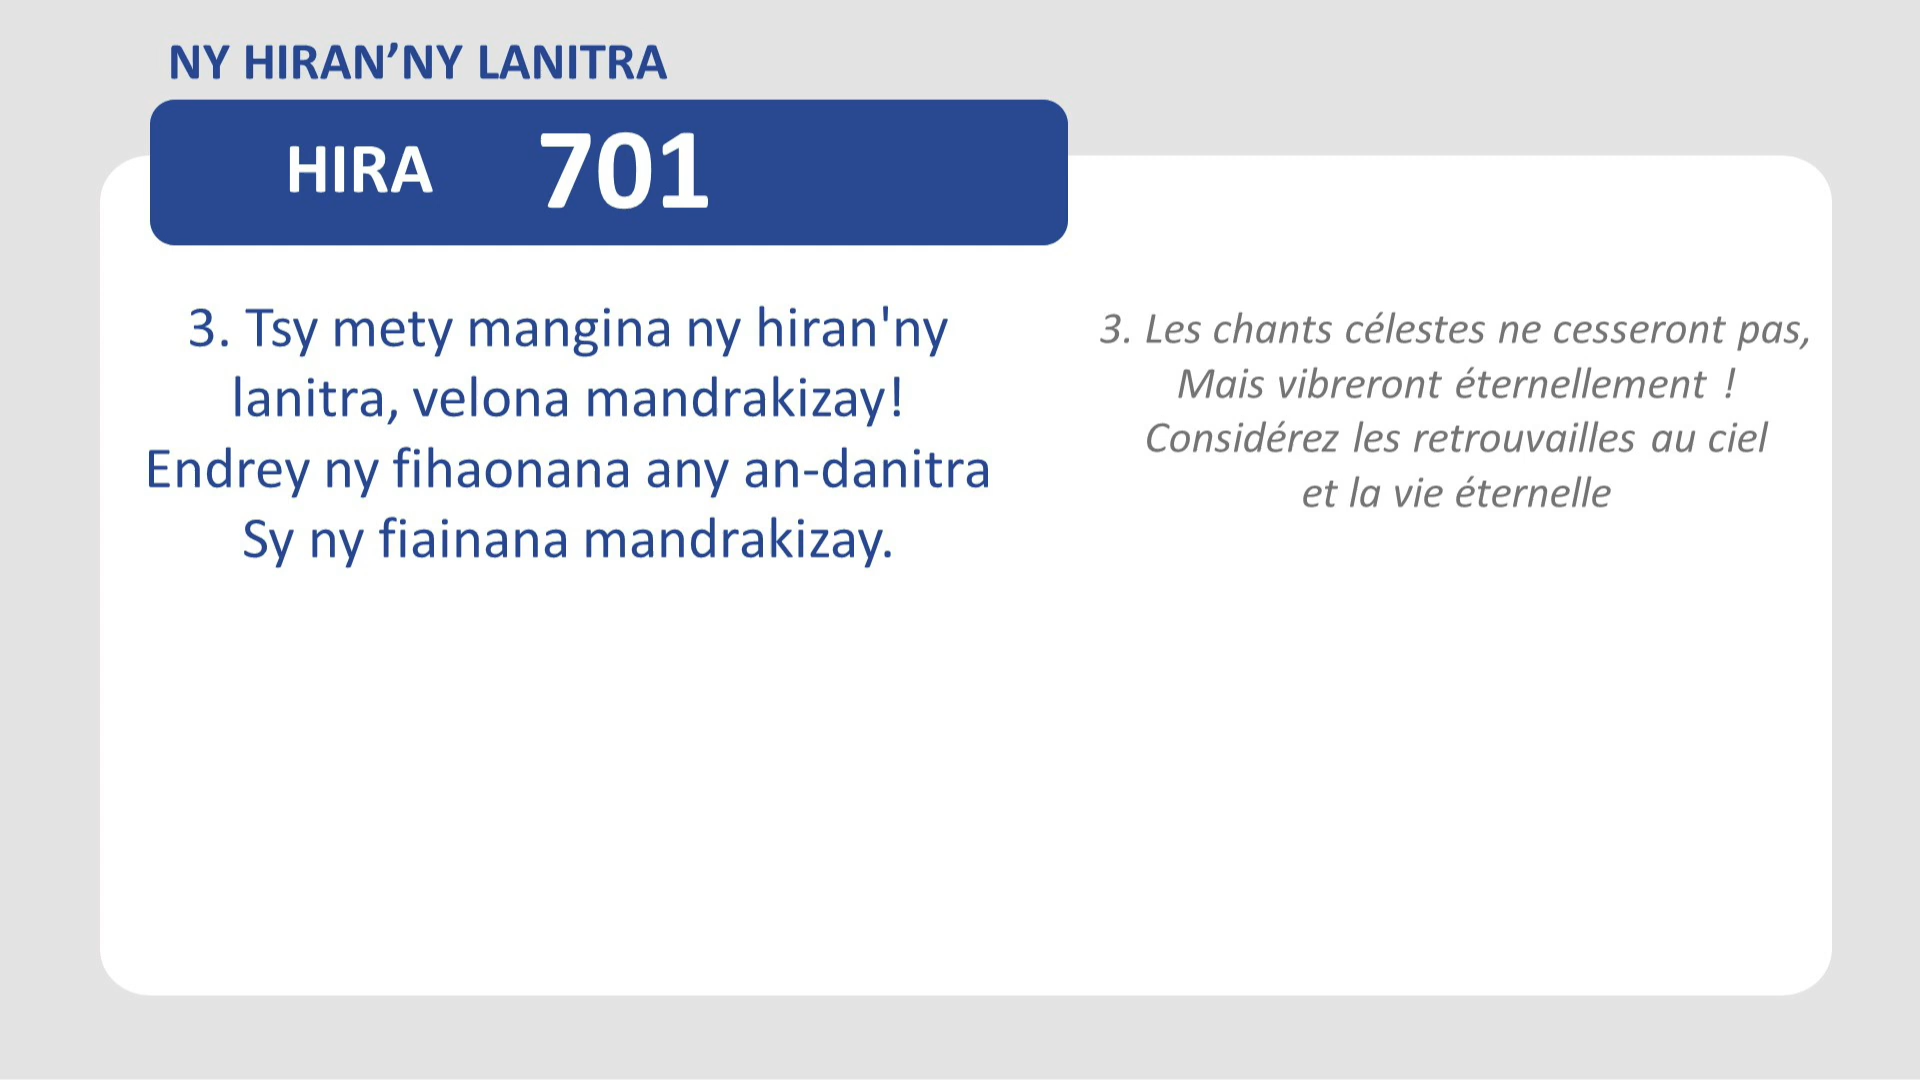 NY HIRAN’NY LANITRA
HIRA 701
3. Tsy mety mangina ny hiran'ny
lanitra, velona mandrakizay!
Endrey ny fihaonana any an-danitra
Sy ny fiainana mandrakizay.
3. Les chants célestes ne cesseront pas,
Mais vibreront éternellement !
Considérez les retrouvailles au ciel
et la vie éternelle